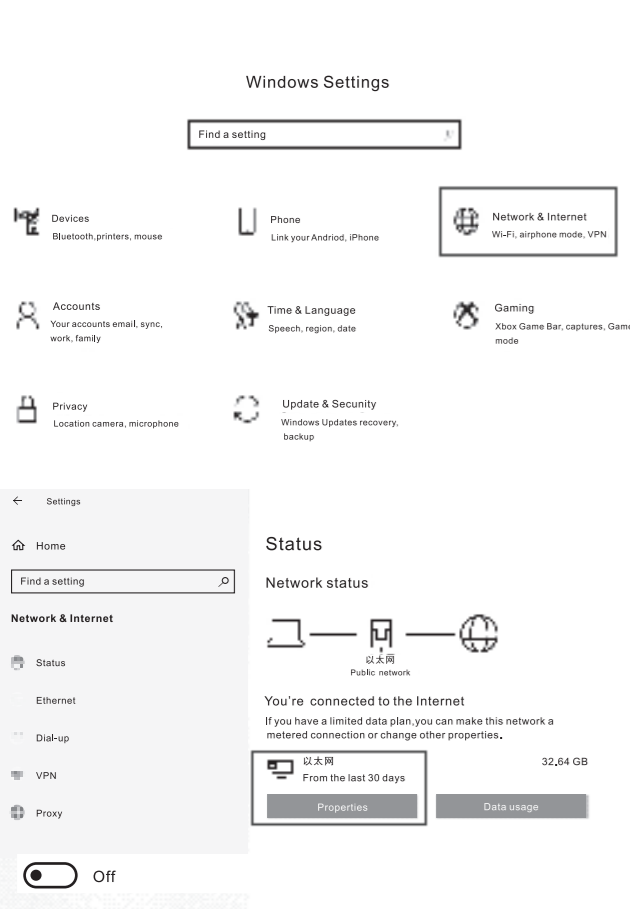 Windows Settings
Find a setting
Devices
Bluetooth,printers, mouse
Phone
Link your Andriod, iPhone
Network & Internet
Wi-Fi, airphone mode, VPN
Accounts
Your accounts email, sync,
work, family
Time & Language
Speech, region, date
Gaming
Xbox Game Bar, captures, Game
mode
Privacy
Location camera, microphone
Update & Security
Windows Updates recovery,
backup
Settings
Home
Find a setting
Network & Internet
Status
Ethernet
Dial-up
VPN
Proxy
Off
Status
Network status
以太网
Public network
You're connected to the Internet
If you have a limited data plan,you can make this network a
metered connection or change other properties.
以太网
32.64 GB
From the last 30 days
Properties
Data usage